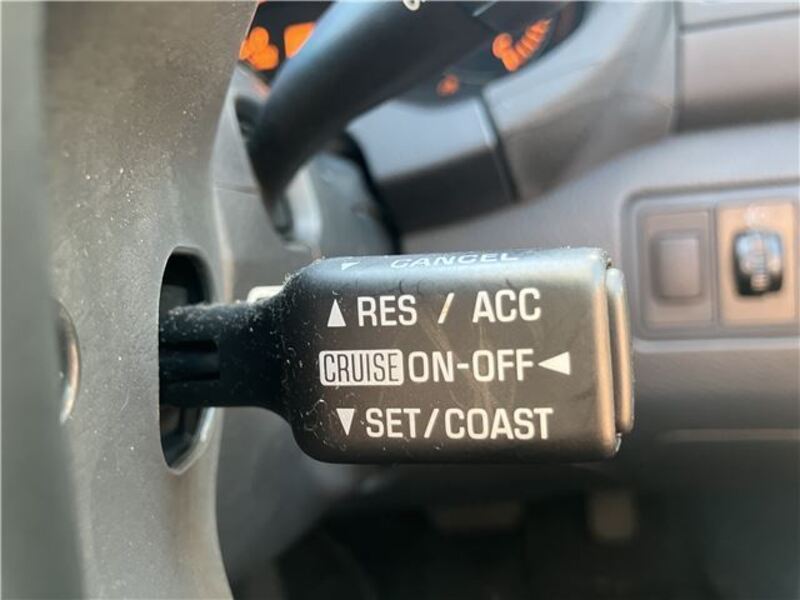 ▼ CANCEL
▲ RES / ACC
CRUISE ON-OFF ◀
▼ SET/COAST